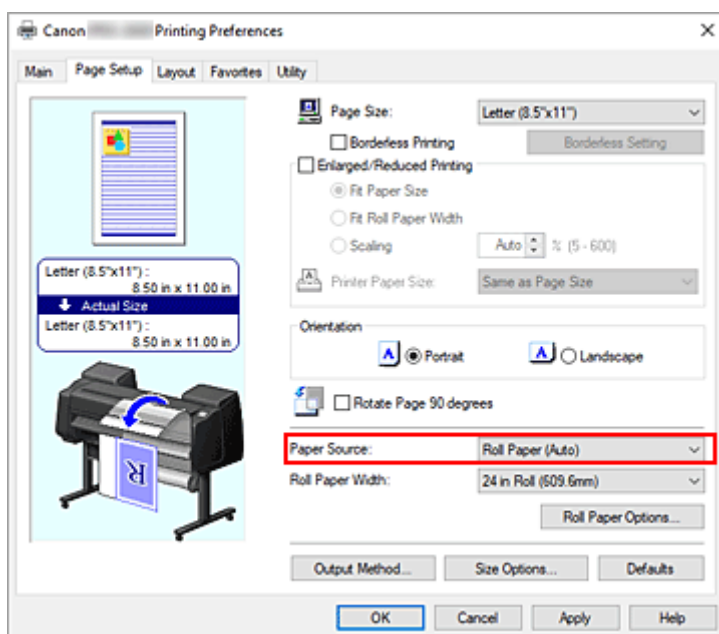 Canon Printing Preferences
Main Page Setup Layout Favorites Utility
Page Size: Letter (8.5"x11")
Borderless Printing Borderless Setting
Enlarged/Reduced Printing
Fit Paper Size
Fit Roll Paper Width
Scaling Auto % (5 - 600)
Printer Paper Size: Same as Page Size
Letter (8.5"x11") :
8.50 in x 11.00 in
Actual Size
Letter (8.5"x11") :
8.50 in x 11.00 in
Orientation
A Portrait A Landscape
Rotate Page 90 degrees
Paper Source: Roll Paper (Auto)
Roll Paper Width: 24 in Roll (609.6mm)
Roll Paper Options...
R
Output Method... Size Options... Defaults
OK Cancel Apply Help